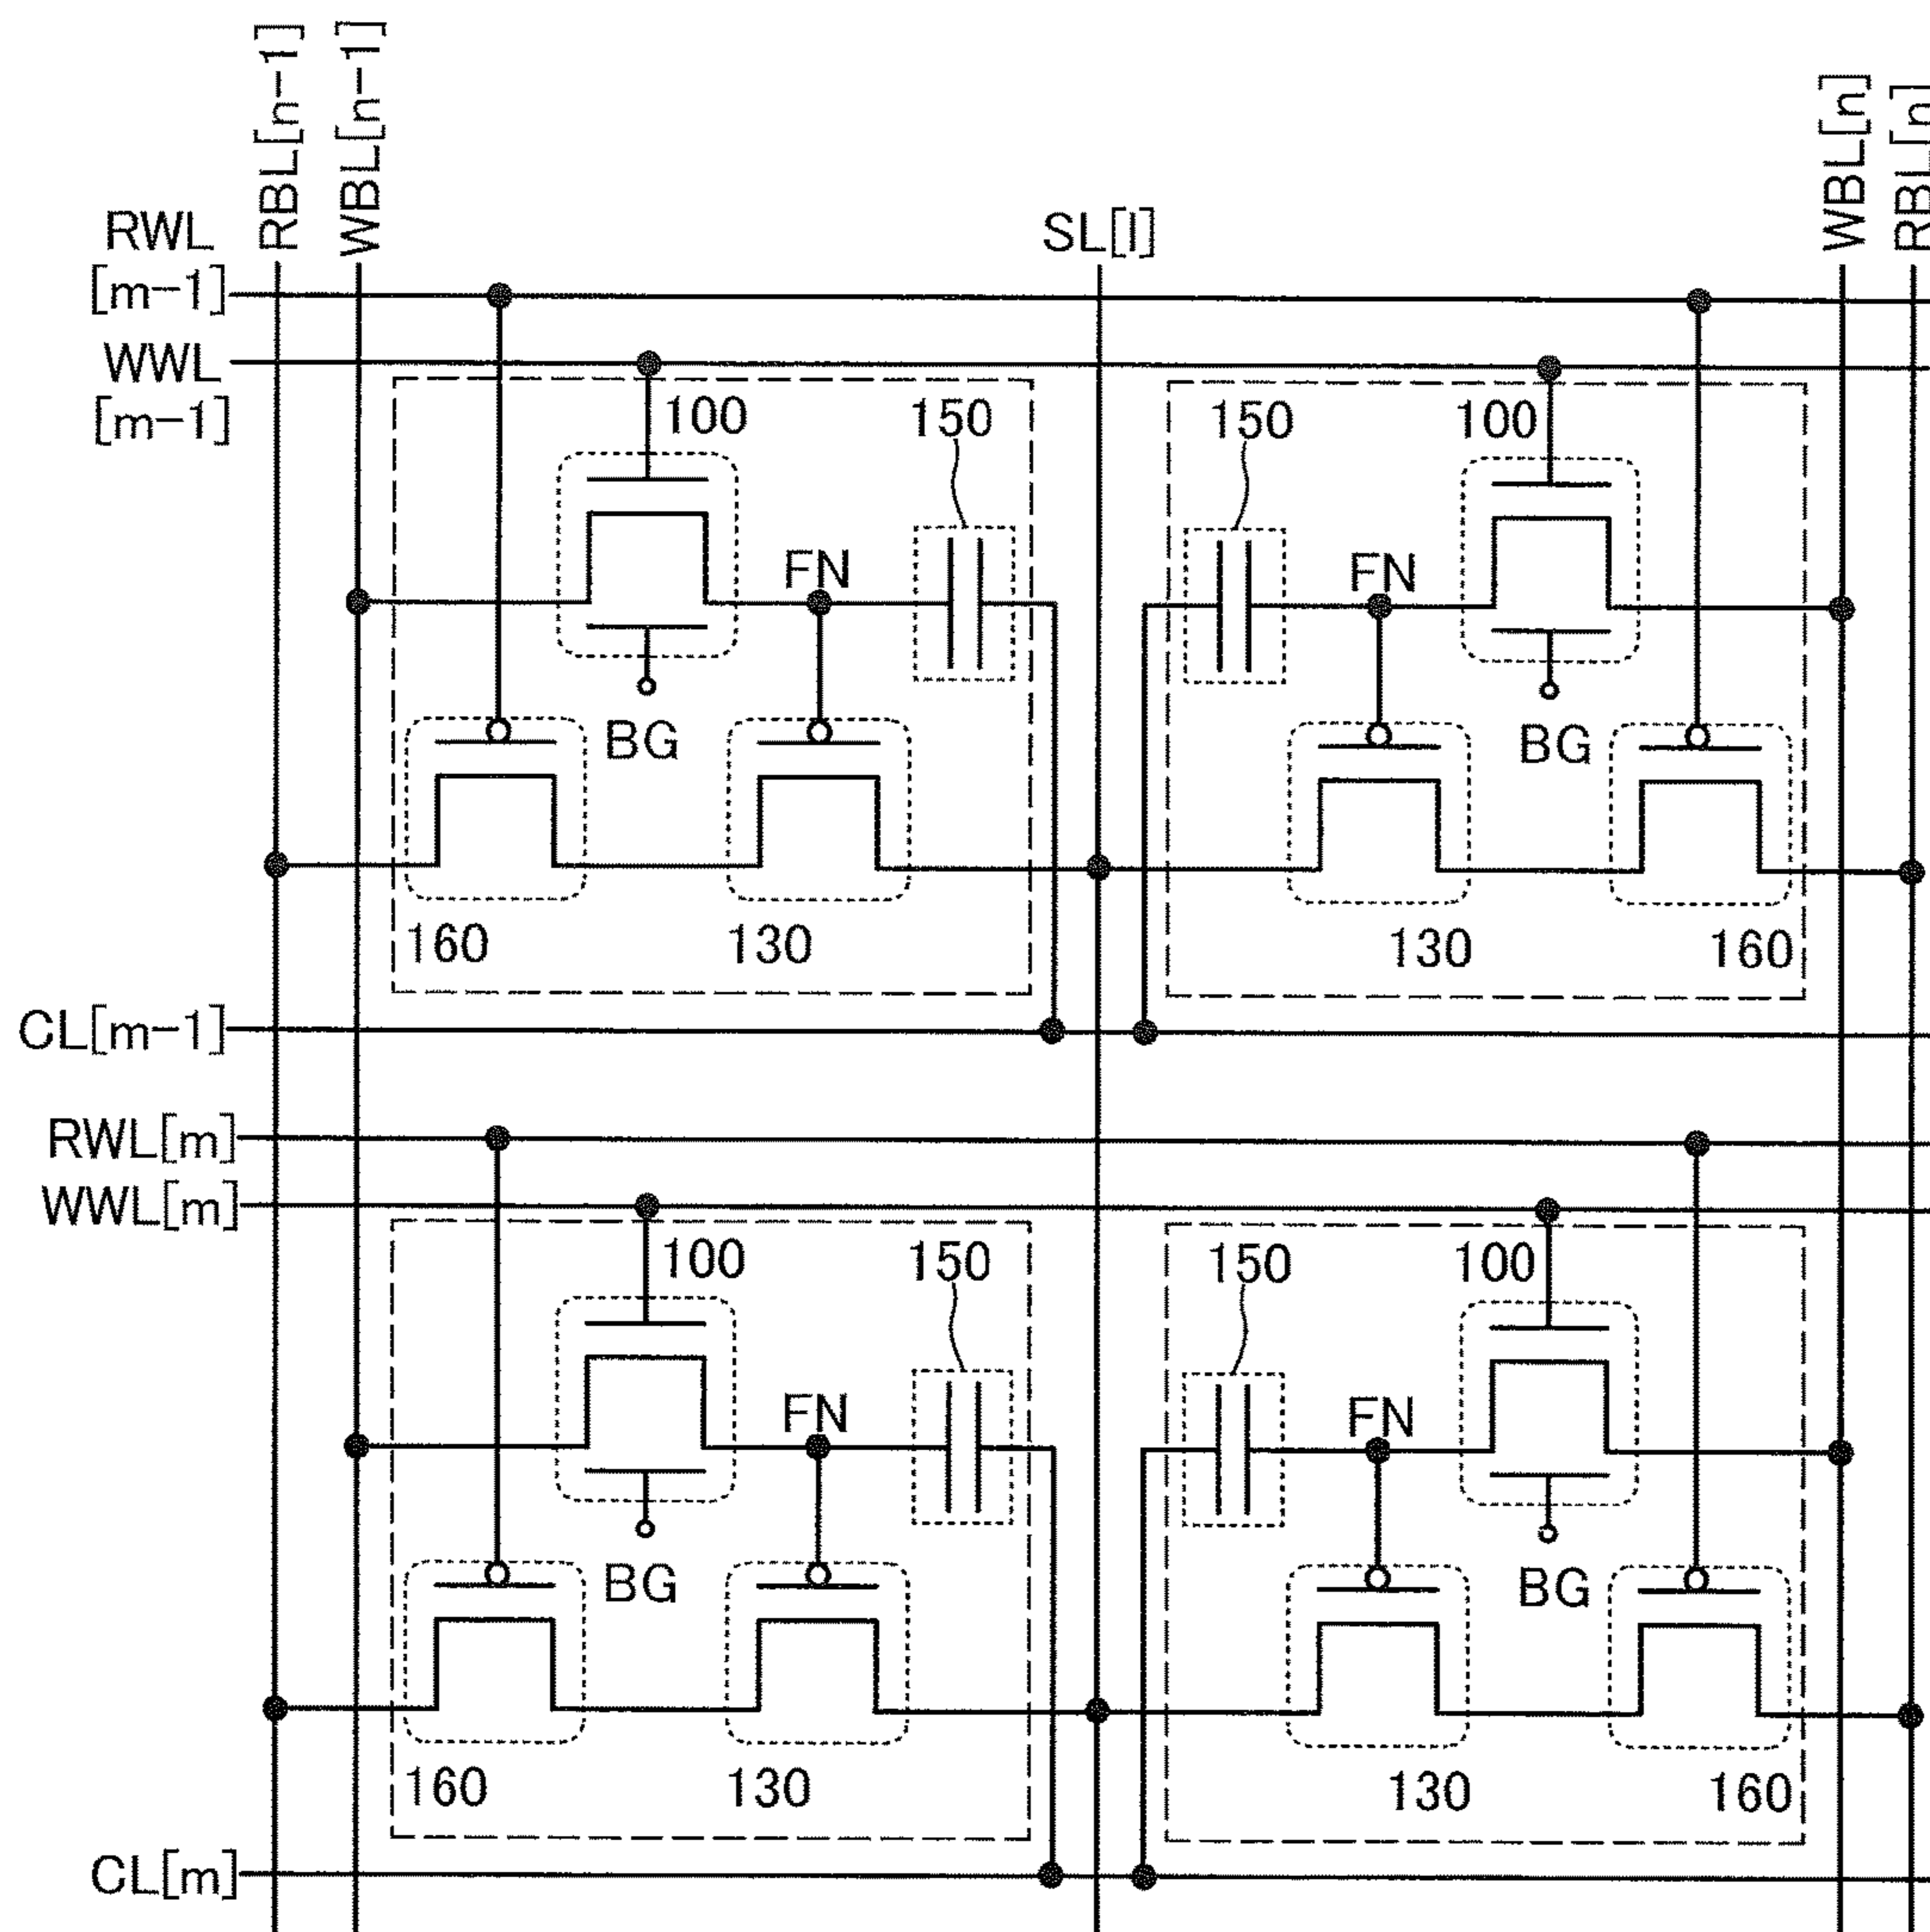 RBL[n-1]
WBL[n-1]
SL[l]
WBL[n]
RBL[n]
RWL
[m-1]
WWL
[m-1]
100
150
150
100
FN
FN
BG
BG
160
130
130
160
CL[m-1]
RWL[m]
WWL[m]
100
150
150
100
FN
FN
BG
BG
160
130
130
160
CL[m]